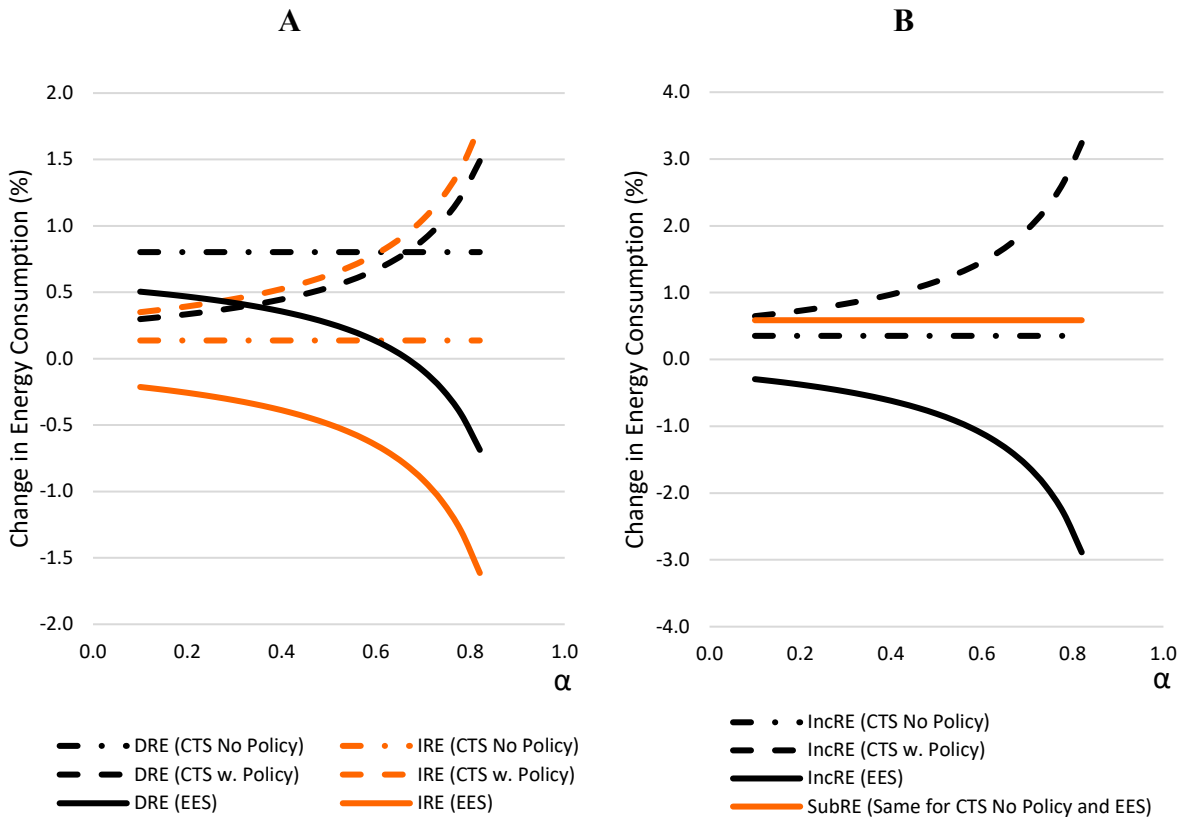 A
Change in Energy Consumption (%)
2.0
1.5
1.0
0.5
0.0
-0.5
-1.0
-1.5
-2.0
0.0 0.2 0.4 0.6 0.8 1.0
α
DRE (CTS No Policy) IRE (CTS No Policy)
DRE (CTS w. Policy) IRE (CTS w. Policy)
DRE (EES) IRE (EES)
B
Change in Energy Consumption (%)
4.0
3.0
2.0
1.0
0.0
-1.0
-2.0
-3.0
-4.0
0.0 0.2 0.4 0.6 0.8 1.0
α
IncRE (CTS No Policy)
IncRE (CTS w. Policy)
IncRE (EES)
SubRE (Same for CTS No Policy and EES)